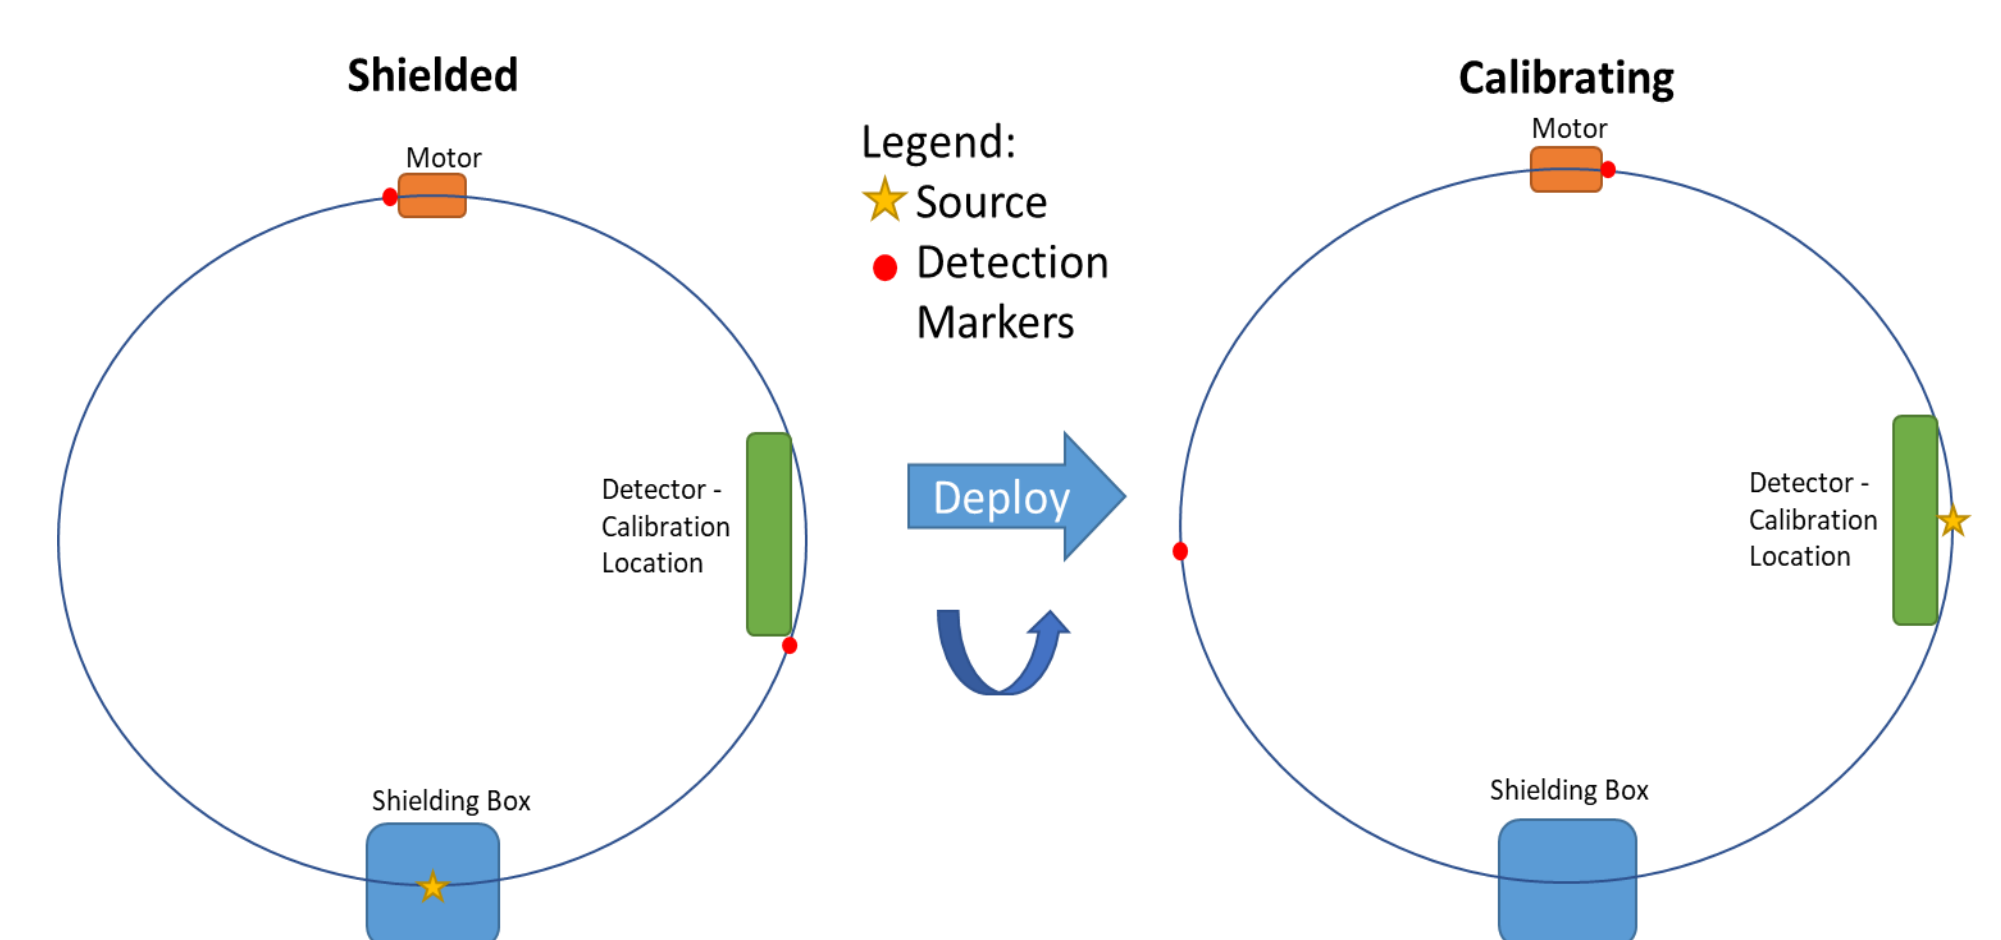 Shielded
Motor
Detector -
Calibration
Location
Shielding Box
Legend:
Source
Detection
Markers
Deploy
Calibrating
Motor
Detector -
Calibration
Location
Shielding Box